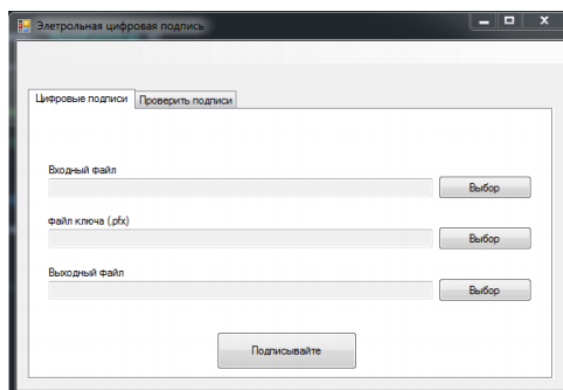 Элетрольная цифровая подпись
Цифровые подписи Проверить подписи
Входный файл
Выбор
файл ключа (.pfx)
Выбор
Выходный файл
Выбор
Подписывайте